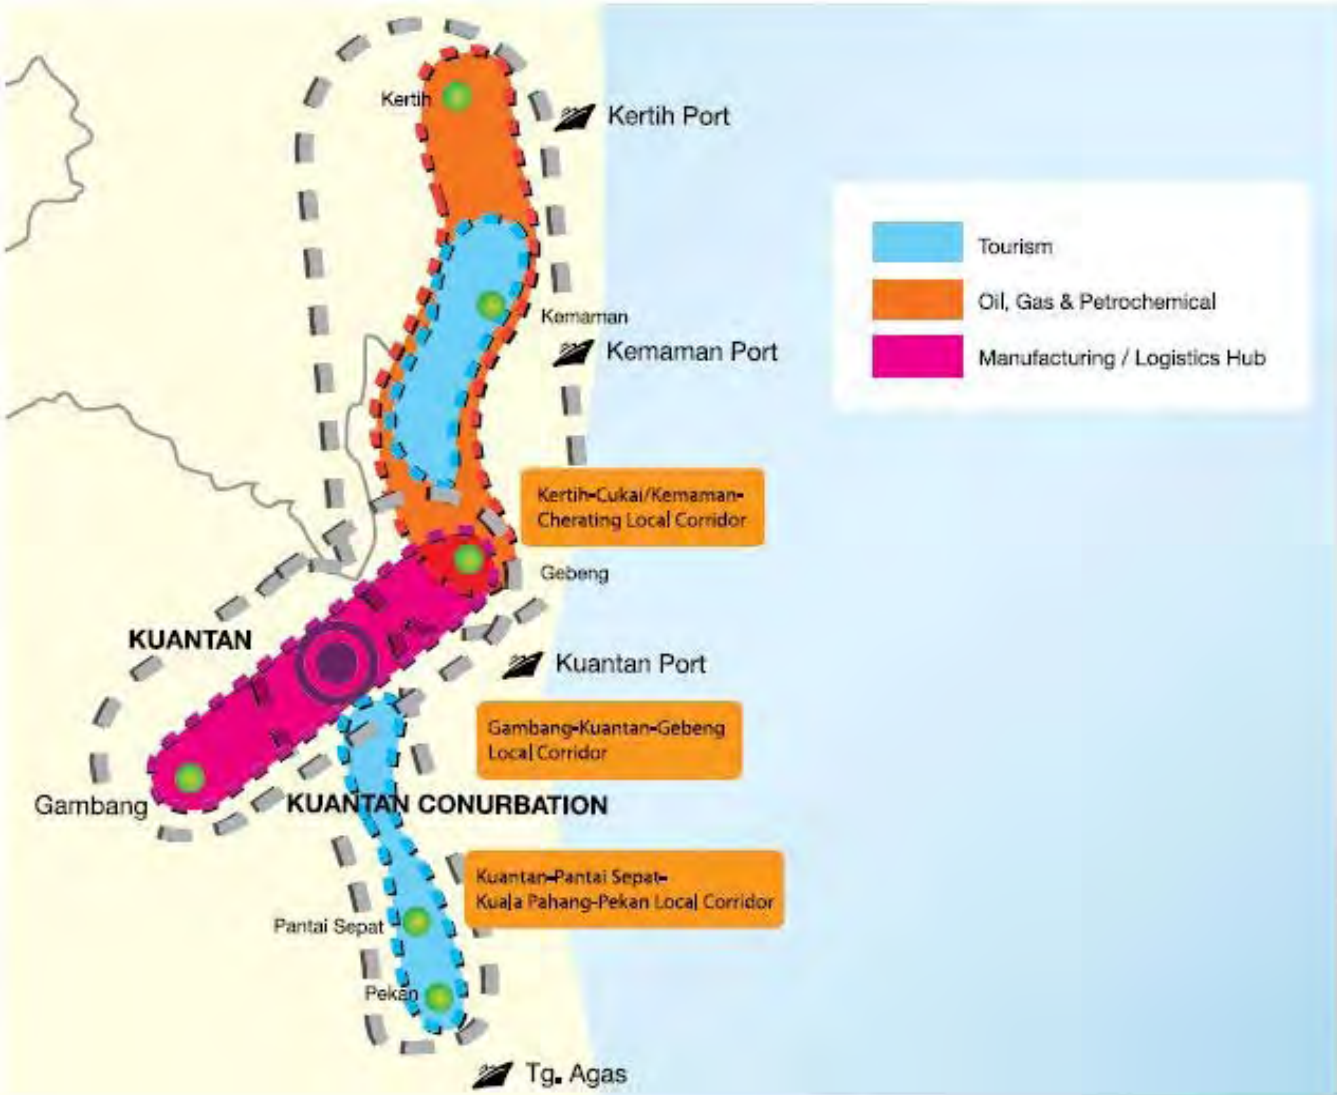 Kertih
Kertih Port
Tourism
Oil, Gas & Petrochemical
Kemaman
Kemaman Port
Manufacturing / Logistics Hub
Kertih-Cukai/Kemaman-
Cherating Local Corridor
Gebeng
KUANTAN
Kuantan Port
Gambang-Kuantan-Gebeng
Local Corridor
Gambang
KUANTAN CONURBATION
Kuantan-Pantai Sepat-
Kuala Pahang-Pekan Local Corridor
Pantai Sepat
Pekan
Tg. Agas